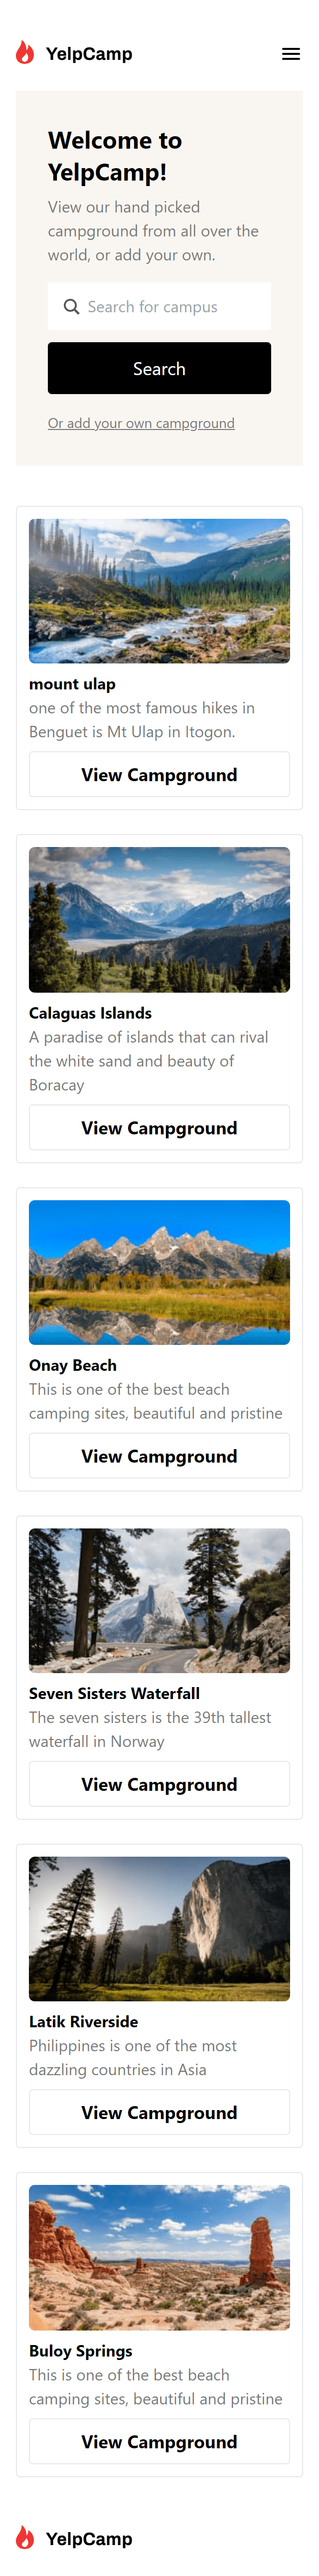 YelpCamp
Welcome to
YelpCamp!
View our hand picked
campground from all over the
world, or add your own.
Search for campus
Search
Or add your own campground
mount ulap
one of the most famous hikes in
Benguet is Mt Ulap in Itogon.
View Campground
Calaguas Islands
A paradise of islands that can rival
the white sand and beauty of
Boracay
View Campground
Onay Beach
This is one of the best beach
camping sites, beautiful and pristine
View Campground
Seven Sisters Waterfall
The seven sisters is the 39th tallest
waterfall in Norway
View Campground
Latik Riverside
Philippines is one of the most
dazzling countries in Asia
View Campground
Buloy Springs
This is one of the best beach
camping sites, beautiful and pristine
View Campground
YelpCamp